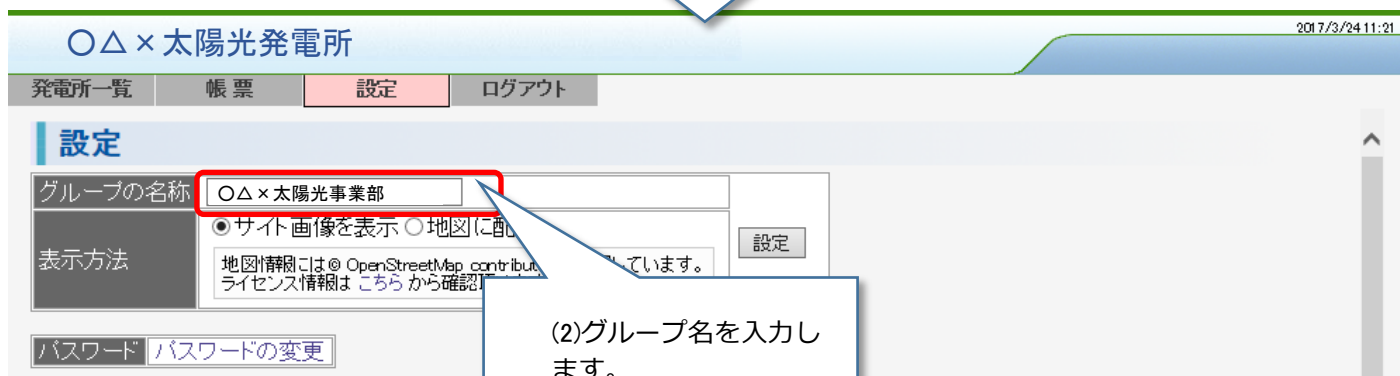 2017/3/24 11:21
〇△×太陽光発電所
発電所一覧 帳票 設定 ログアウト
設定
グループの名称 〇△×太陽光事業部
表示方法 サイト画像を表示 地図に
設定
地図情報には© OpenStreetMap しています。
ライセンス情報は こちら から確認
(2)グループ名を入力し
ます。
パスワード パスワードの変更